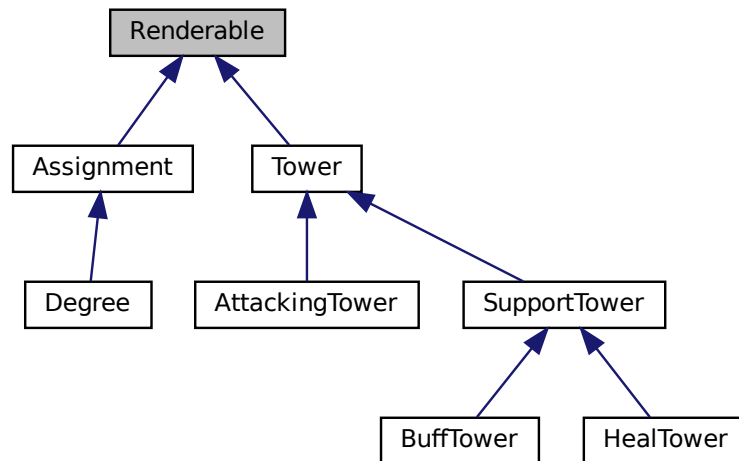 Renderable
Assignment
Tower
Degree
AttackingTower
SupportTower
BuffTower
HealTower